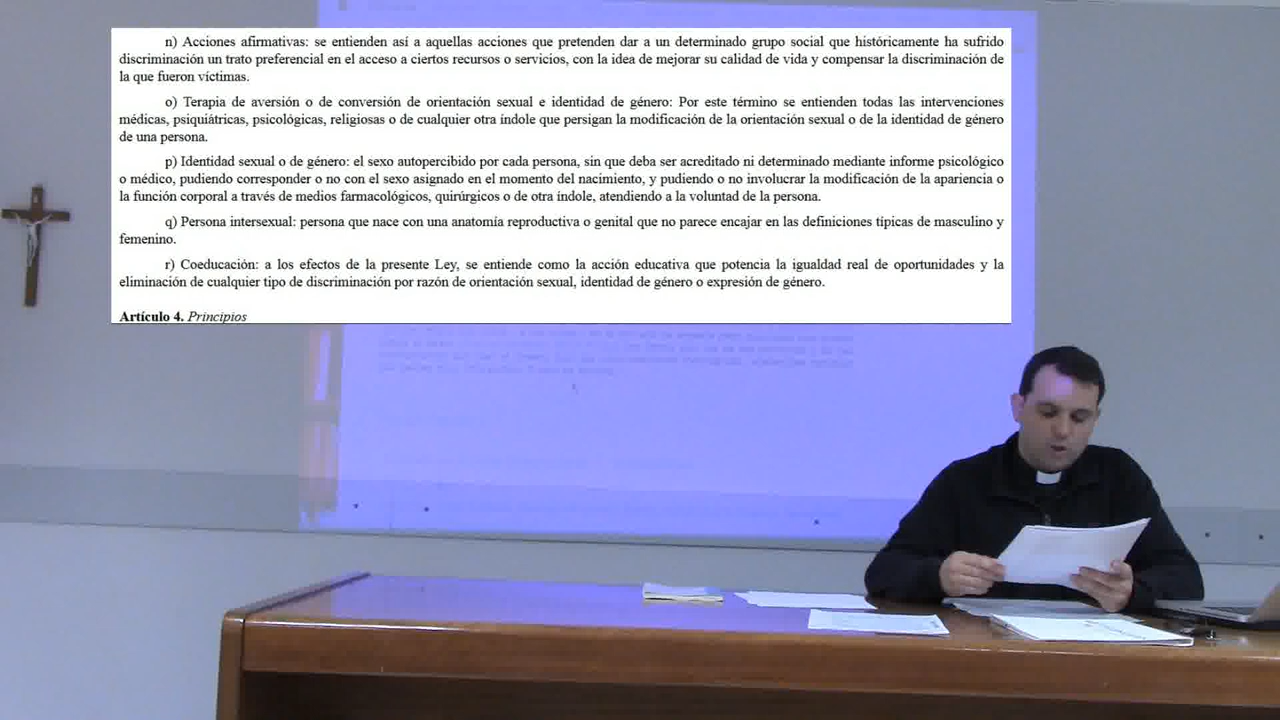 n) Acciones afirmativas: se entienden así a aquellas acciones que pretenden dar a un determinado grupo social que históricamente ha sufrido
discriminación un trato preferencial en el acceso a ciertos recursos o servicios, con la idea de mejorar su calidad de vida y compensar la discriminación de
la que fueron víctimas.
o) Terapia de aversión o de conversión de orientación sexual e identidad de género: Por este término se entienden todas las intervenciones
médicas, psiquiátricas, psicológicas, religiosas o de cualquier otra índole que persigan la modificación de la orientación sexual o de la identidad de género
de una persona.
p) Identidad sexual o de género: el sexo autopercibido por cada persona, sin que deba ser acreditado ni determinado mediante informe psicológico
o médico, pudiendo corresponder o no con el sexo asignado en el momento del nacimiento, y pudiendo o no involucrar la modificación de la apariencia o
la función corporal a través de medios farmacológicos, quirúrgicos o de otra índole, atendiendo a la voluntad de la persona.
q) Persona intersexual: persona que nace con una anatomía reproductiva o genital que no parece encajar en las definiciones típicas de masculino y
femenino.
r) Coeducación: a los efectos de la presente Ley, se entiende como la acción educativa que potencia la igualdad real de oportunidades y la
eliminación de cualquier tipo de discriminación por razón de orientación sexual, identidad de género o expresión de género.
Artículo 4. Principios